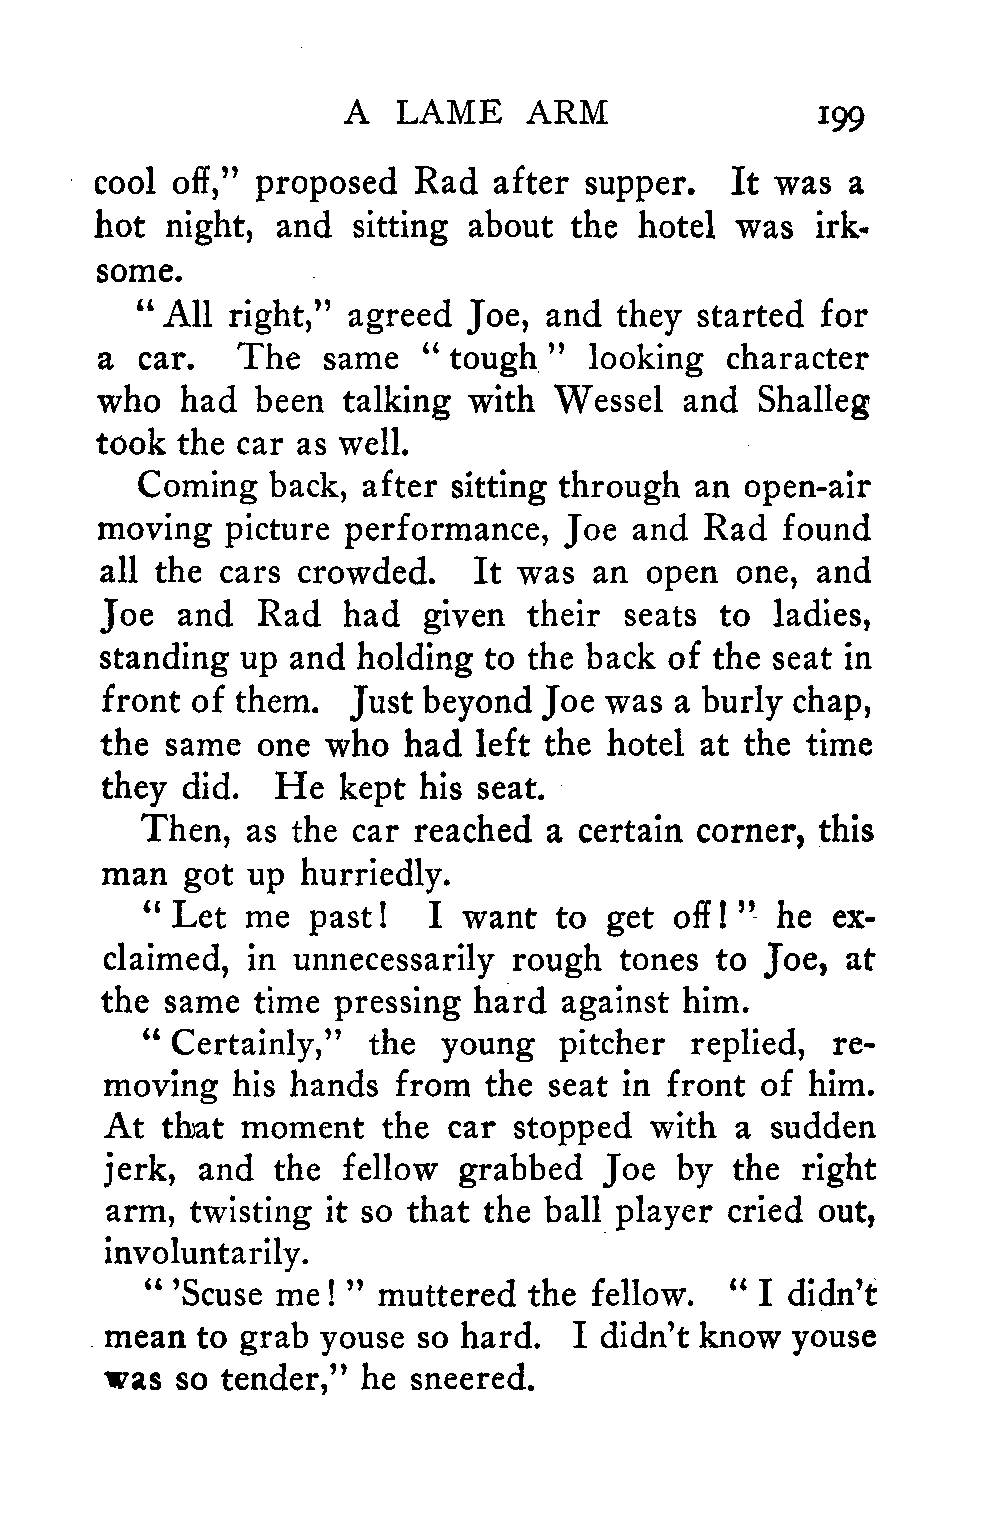 A LAME ARM 199
cool off," proposed Rad after supper. It was a
hot night, and sitting about the hotel was irk-
some.
"All right," agreed Joe, and they started for
a car. The same "tough" looking character
who had been talking with Wessel and Shalleg
took the car as well.
Coming back, after sitting through an open-air
moving picture performance, Joe and Rad found
all the cars crowded. It was an open one, and
Joe and Rad had given their seats to ladies,
standing up and holding to the back of the seat in
front of them. Just beyond Joe was a burly chap,
the same one who had left the hotel at the time
they did. He kept his seat.
Then, as the car reached a certain corner, this
man got up hurriedly.
"Let me past! I want to get off!" he ex-
claimed, in unnecessarily rough tones to Joe, at
the same time pressing hard against him.
"Certainly," the young pitcher replied, re-
moving his hands from the seat in front of him.
At that moment the car stopped with a sudden
jerk, and the fellow grabbed Joe by the right
arm, twisting it so that the ball player cried out,
involuntarily.
"'Scuse me!" muttered the fellow. "I didn't
mean to grab youse so hard. I didn't know youse
was so tender," he sneered.